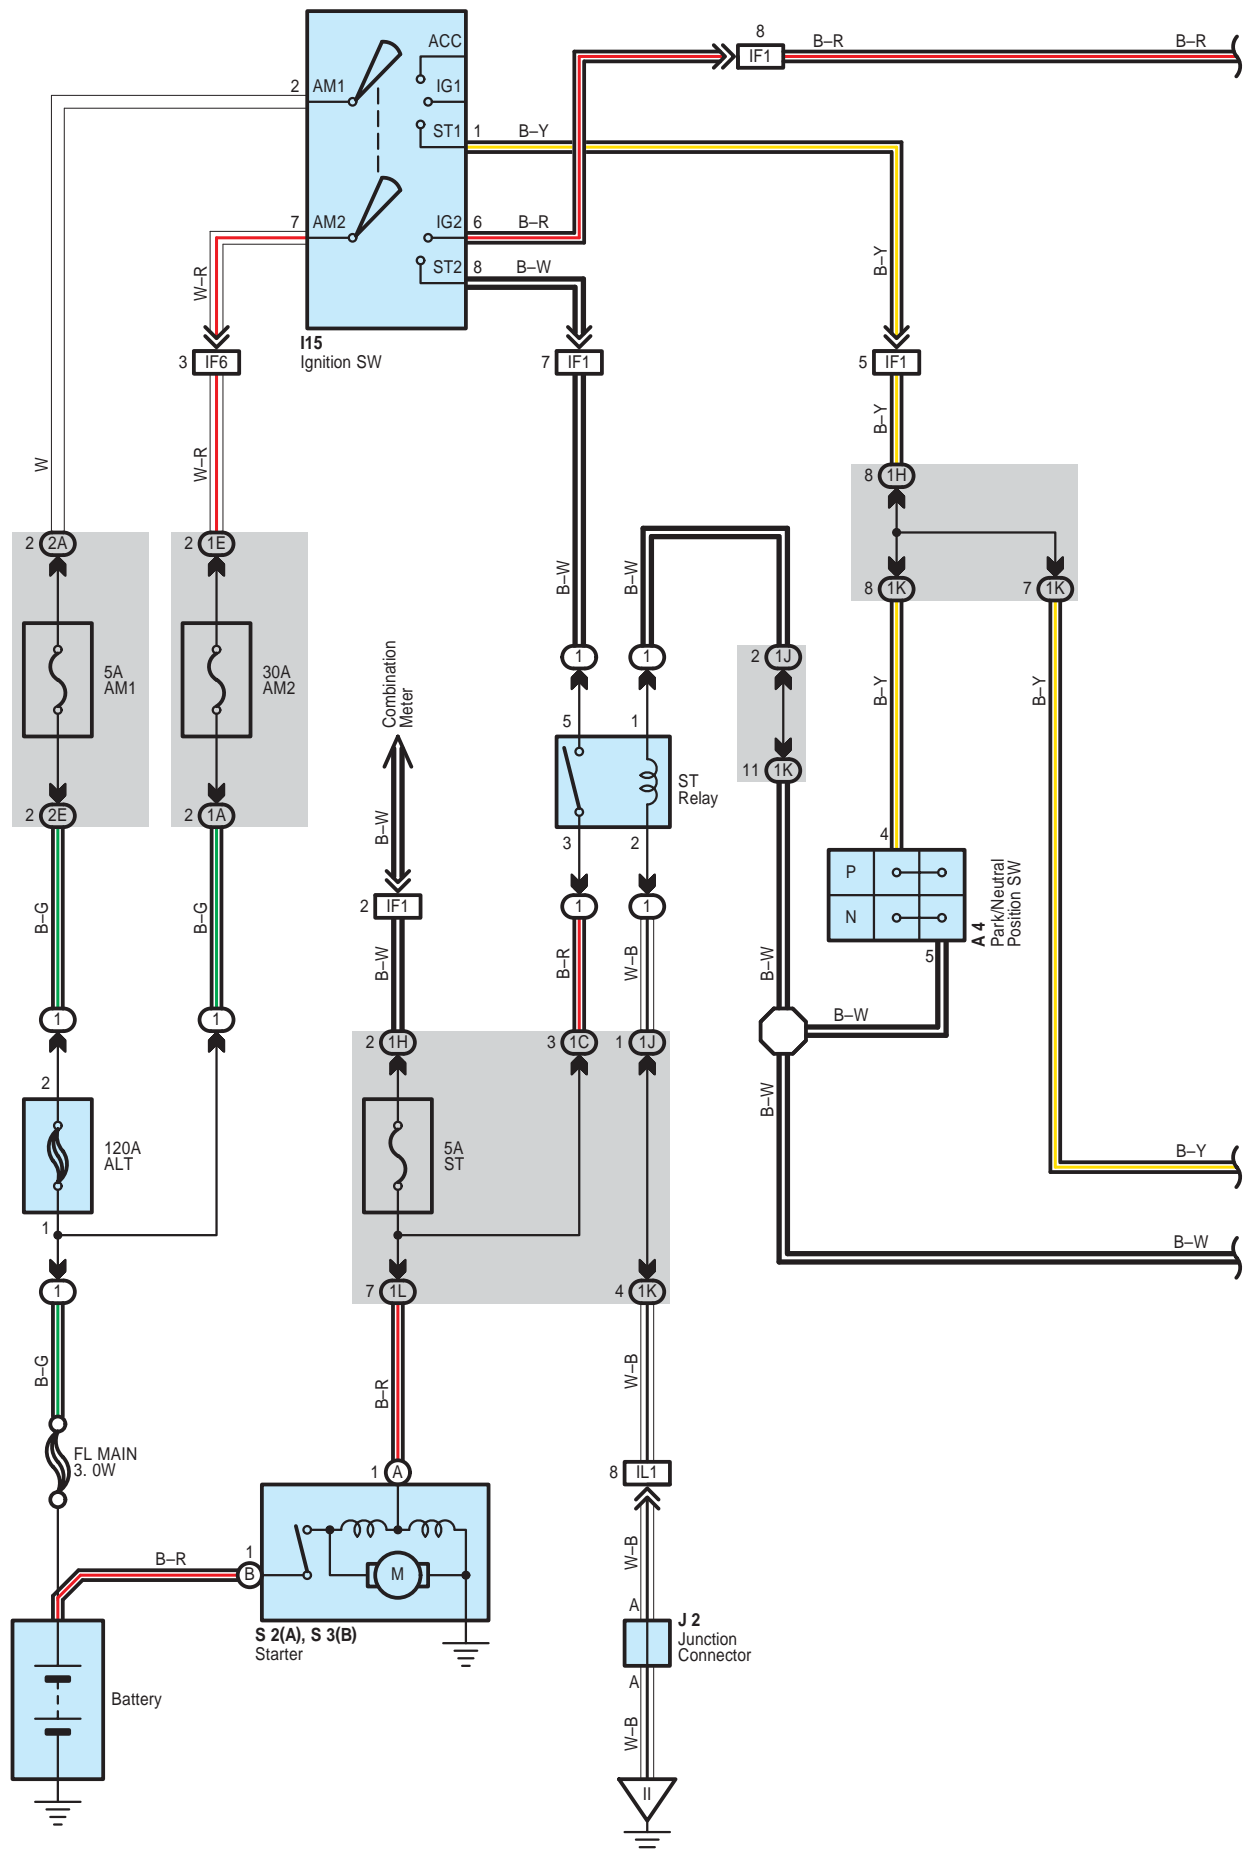 8
IF1
B–R
B–R
ACC
2
AM1
IG1
ST1
1
B–Y
7
AM2
IG2
6
B–R
ST2
8
B–W
W–R
B–Y
I15
Ignition SW
3
IF6
7
IF1
5
IF1
W
W–R
B–Y
8
1H
2
2A
2
1E
B–W
B–W
8
1K
7
1K
5A
AM1
30A
AM2
Combination
Meter
1
1
2
1J
B–Y
B–Y
5
1
ST
Relay
11
1K
2
2E
2
1A
B–W
3
2
4
P
N
A 4
Park/Neutral
Position SW
5
B–G
B–G
2
IF1
1
1
B–W
B–R
W–B
B–W
B–W
1
1
2
1H
3
1C
1
1J
2
120A
ALT
1
5A
ST
B–W
B–Y
B–W
1
7
1L
4
1K
B–G
B–R
W–B
FL MAIN
3. 0W
1
A
8
IL1
B–R
1
B
M
W–B
A
J 2
Junction
Connector
A
S 2(A), S 3(B)
Starter
Battery
W–B
II